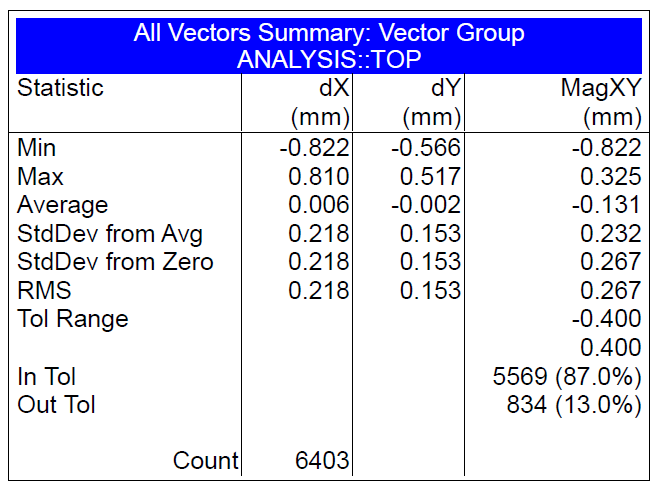 All Vectors Summary: Vector Group
ANALYSIS::TOP
Statistic dX dY MagXY
(mm) (mm) (mm)
Min -0.822 -0.566 -0.822
Max 0.810 0.517 0.325
Average 0.006 -0.002 -0.131
StdDev from Avg 0.218 0.153 0.232
StdDev from Zero 0.218 0.153 0.267
RMS 0.218 0.153 0.267
Tol Range -0.400
0.400
In Tol 5569 (87.0%)
Out Tol 834 (13.0%)
Count 6403